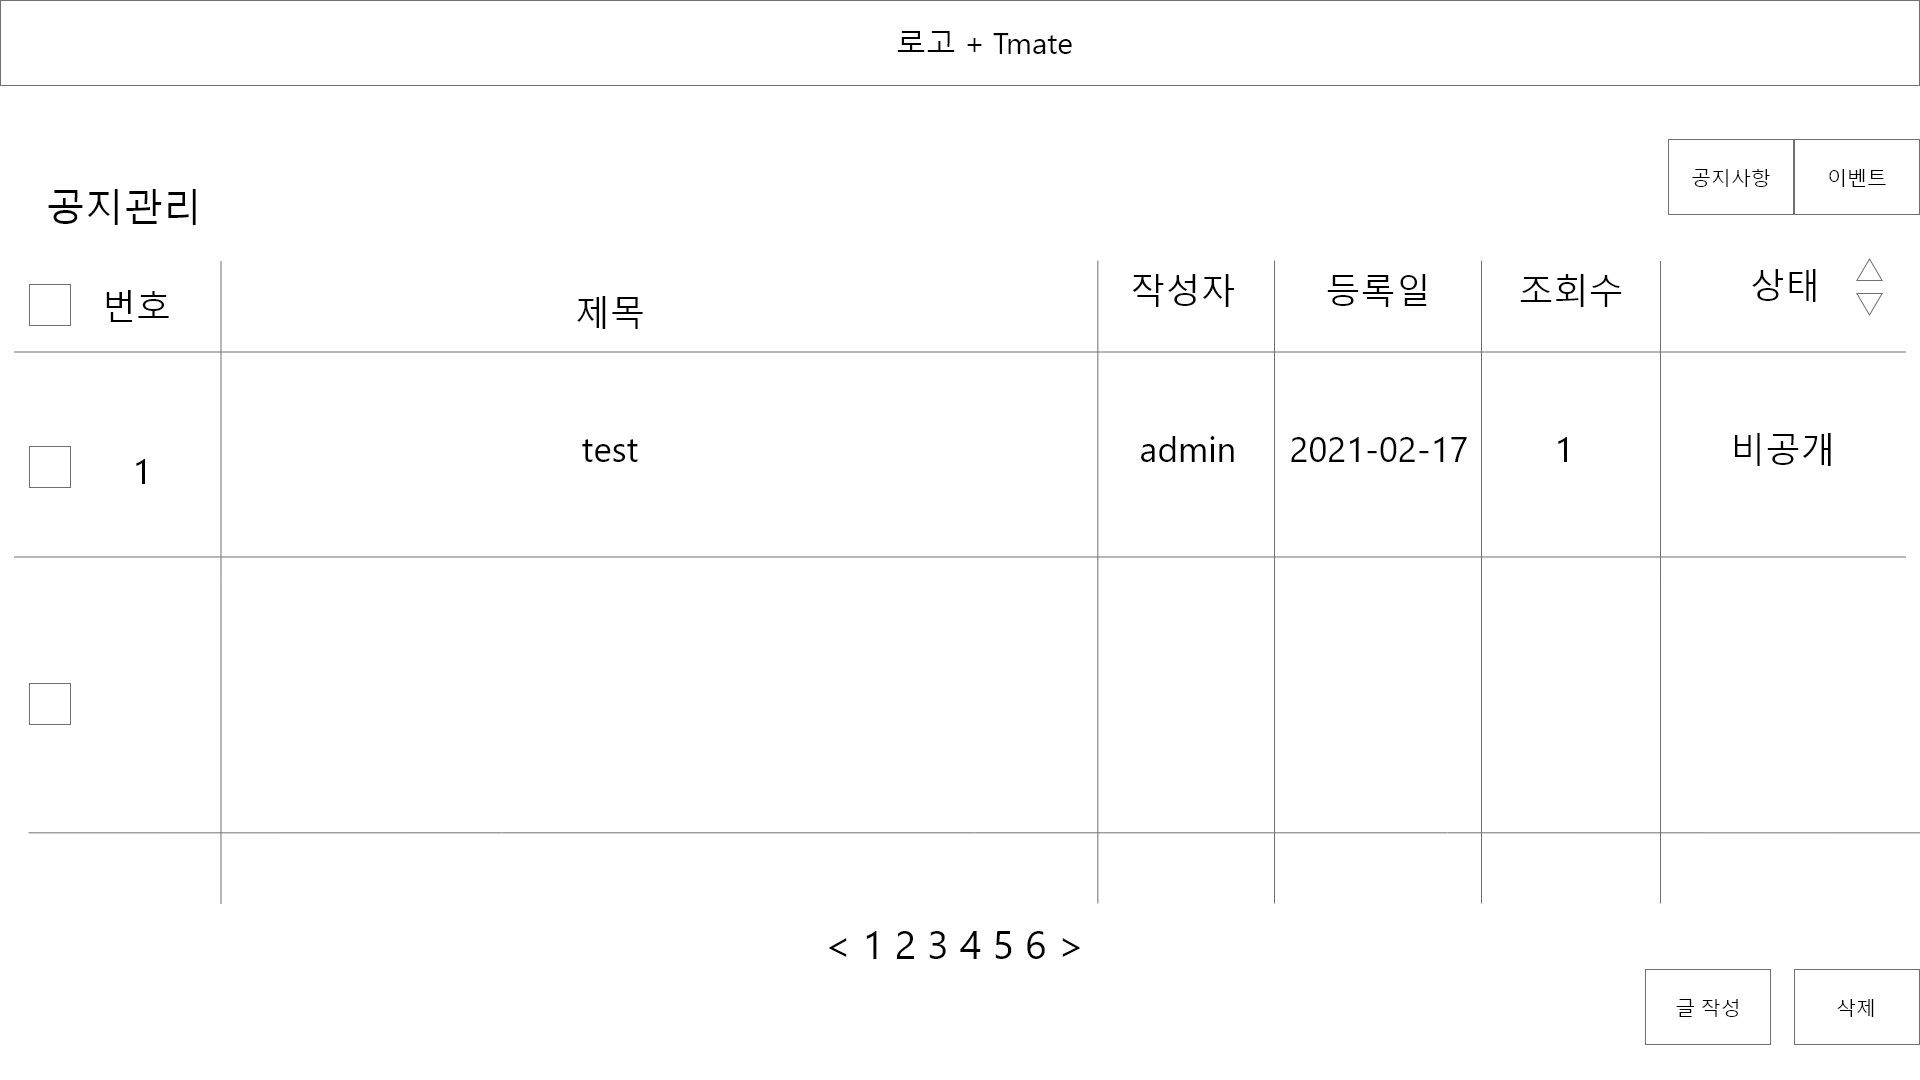 로고 + Tmate
공지사항 이벤트
공지관리
번호 제목 작성자 등록일 조회수 상태
1 test admin 2021-02-17 1 비공개
< 1 2 3 4 5 6 >
글 작성 삭제